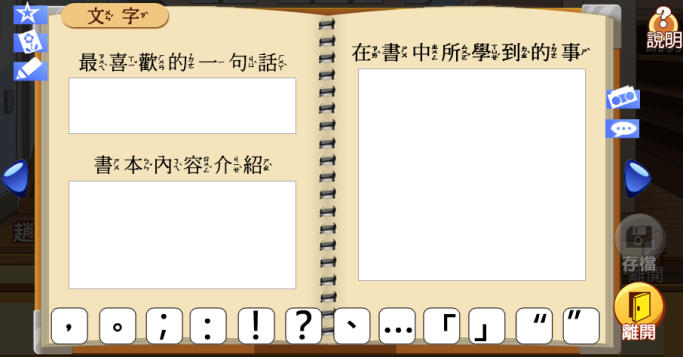 文字
最喜歡的一句話
書本內容介紹
在書中所學到的事
說明
存檔
離開
， 。 ； ： ！ ？ 、 … 「 」 “ ”